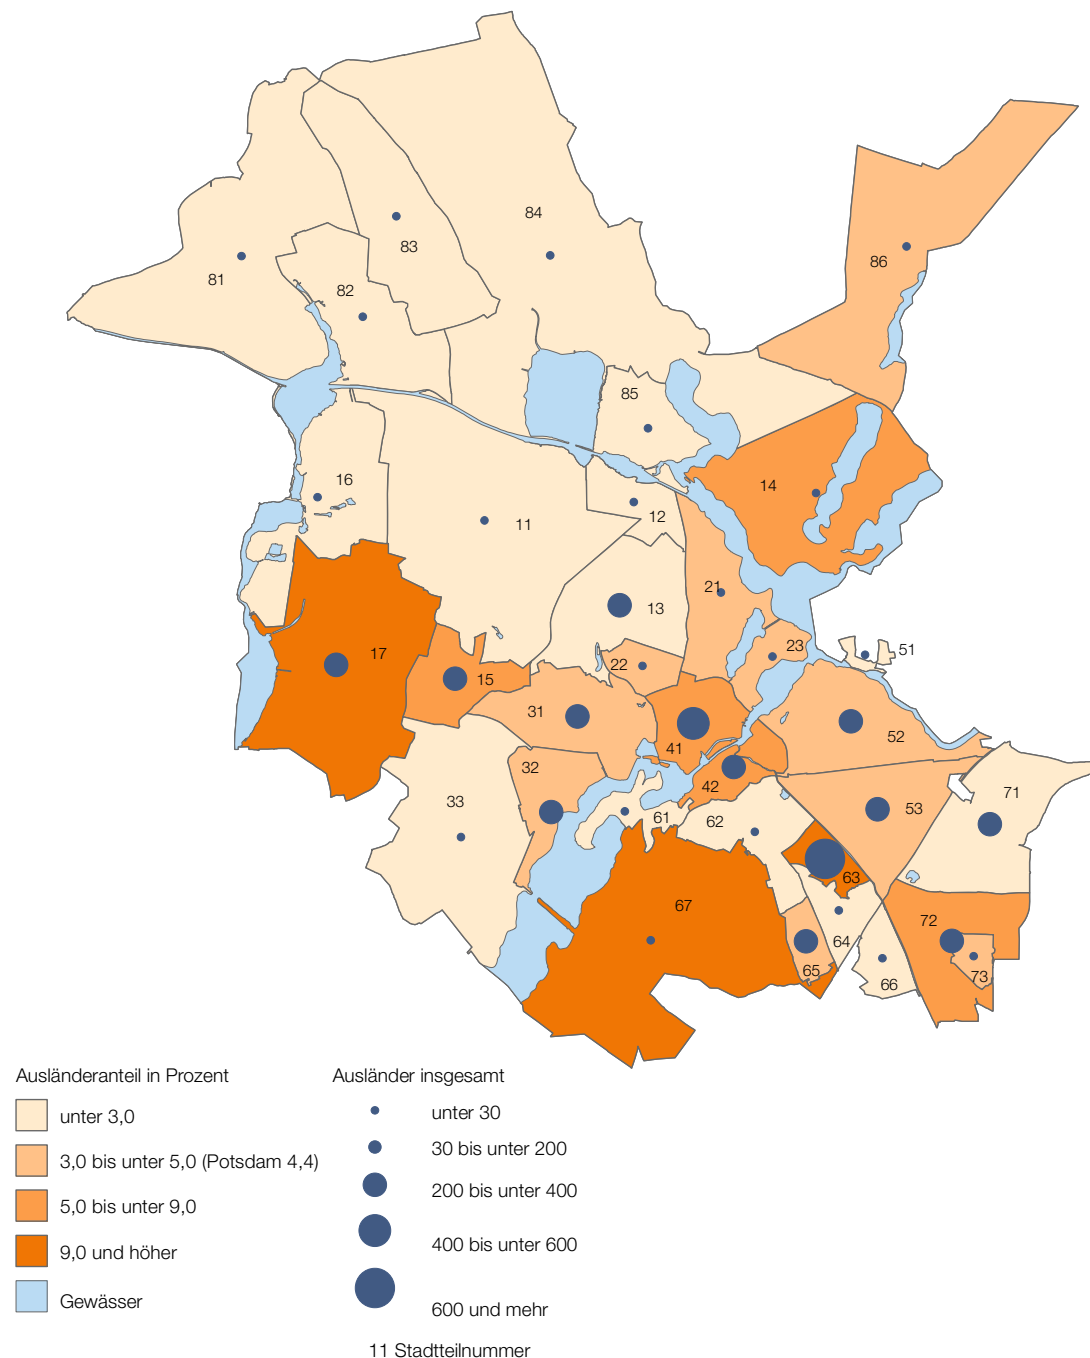 84
83
86
81
82
85
16
14
11
12
21
13
23
51
17
22
15
31
41
52
32
42
71
33
53
61
62
63
67
72
64
65
73
66
Ausländeranteil in Prozent
unter 3,0
3,0 bis unter 5,0 (Potsdam 4,4)
5,0 bis unter 9,0
9,0 und höher
Gewässer
Ausländer insgesamt
unter 30
30 bis unter 200
200 bis unter 400
400 bis unter 600
600 und mehr
11 Stadtteilnummer